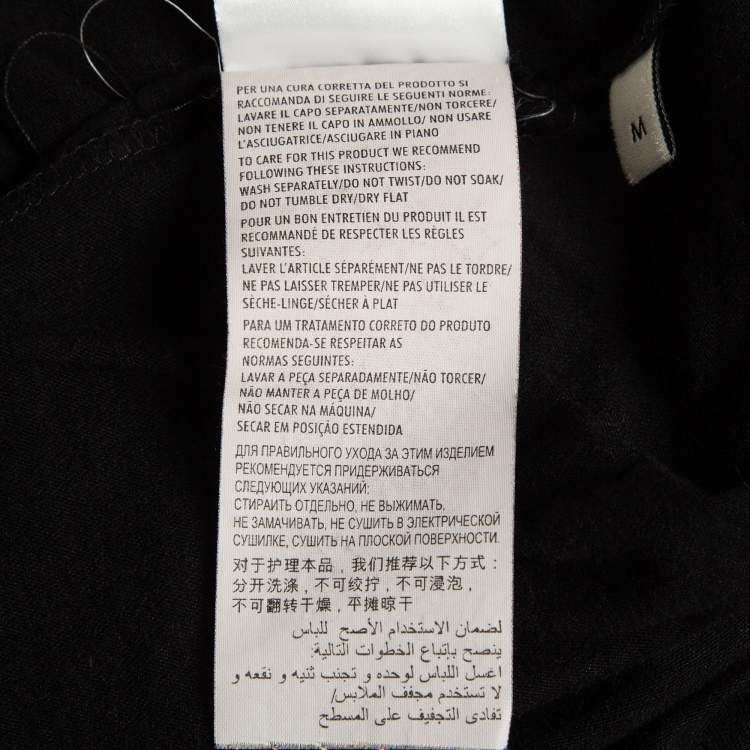 PER UNA CURA CORRETTA DEL PRODOTTO SI
RACCOMANDA DI SEGUIRE LE SEGUENTI NORME:
LAVARE IL CAPO SEPARATAMENTE/NON TORCERE/
NON TENERE IL CAPO IN AMMOLLO/ NON USARE
L'ASCIUGATRICE/ASCIUGARE IN PIANO
TO CARE FOR THIS PRODUCT WE RECOMMEND
FOLLOWING THESE INSTRUCTIONS:
WASH SEPARATELY/DO NOT TWIST/DO NOT SOAK/
DO NOT TUMBLE DRY/DRY FLAT
POUR UN BON ENTRETIEN DU PRODUIT IL EST
RECOMMANDÉ DE RESPECTER LES RÈGLES
SUIVANTES:
LAVER L'ARTICLE SÉPARÉMENT/NE PAS LE TORDRE/
NE PAS LAISSER TREMPER/NE PAS UTILISER LE
SÈCHE-LINGE/SÉCHER À PLAT
PARA UM TRATAMENTO CORRETO DO PRODUTO
RECOMENDA-SE RESPEITAR AS
NORMAS SEGUINTES:
LAVAR A PEÇA SEPARADAMENTE/NÃO TORCER/
NÃO MANTER A PEÇA DE MOLHO/
NÃO SECAR NA MÁQUINA/
SECAR EM POSIÇÃO ESTENDIDA
ДЛЯ ПРАВИЛЬНОГО УХОДА ЗА ЭТИМ ИЗДЕЛИЕМ
РЕКОМЕНДУЕТСЯ ПРИДЕРЖИВАТЬСЯ
СЛЕДУЮЩИХ УКАЗАНИЙ:
СТИРАИТЬ ОТДЕЛЬНО, НЕ ВЫЖИМАТЬ,
НЕ ЗАМАЧИВАТЬ, НЕ СУШИТЬ В ЭЛЕКТРИЧЕСКОЙ
СУШИЛКЕ, СУШИТЬ НА ПЛОСКОЙ ПОВЕРХНОСТИ.
对于护理本品，我们推荐以下方式：
分开洗涤，不可绞拧，不可浸泡，
不可翻转干燥，平摊晾干
لضمان الاستخدام الأصح للباس
ينصح بإتباع الخطوات التالية:
اغسل اللباس لوحده و تجنب ثنيه و نقعه و
لا تستخدم مجفف الملابس/
تفادى التجفيف على المسطح
M